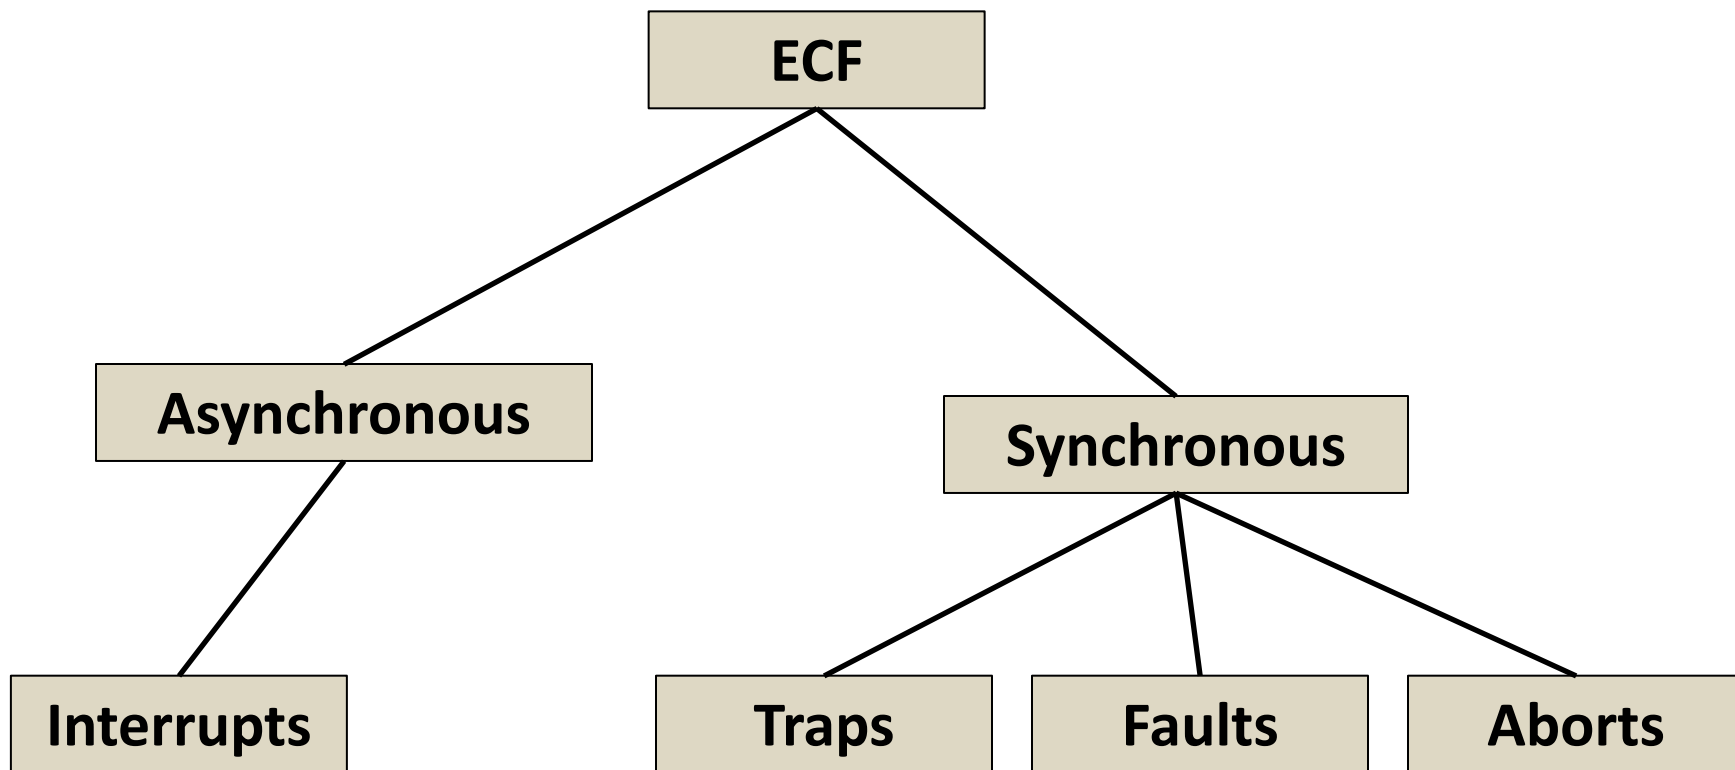 ECF
Asynchronous
Synchronous
Interrupts
Traps
Faults
Aborts